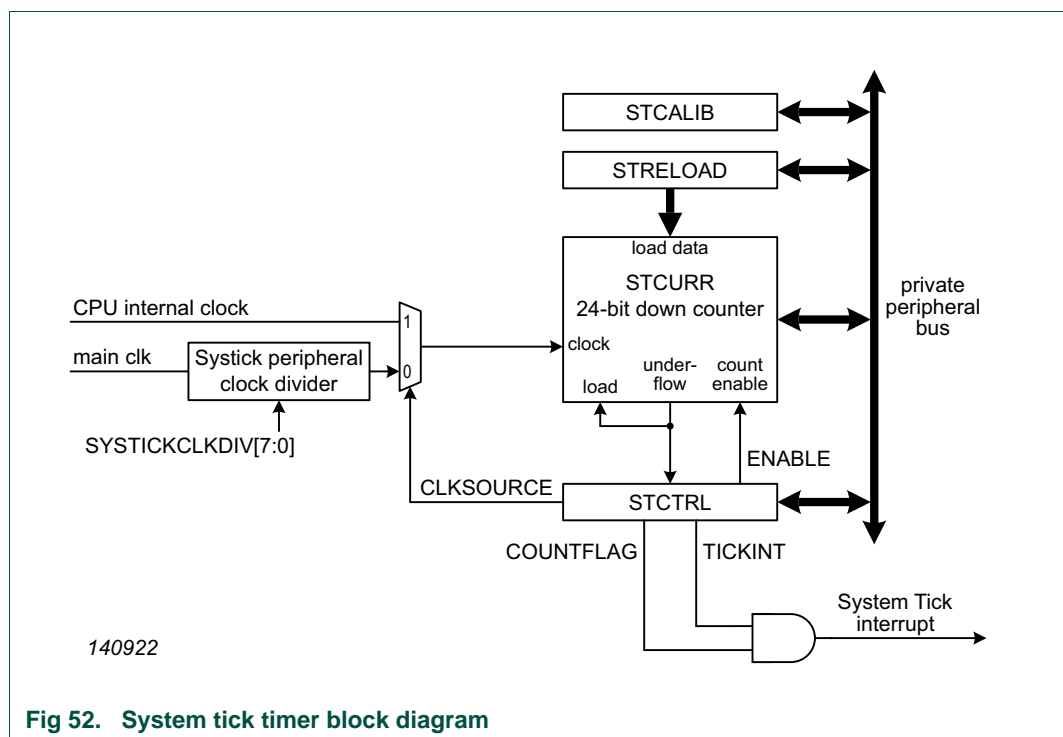 STCALIB
STRELOAD
load data
STCURR
24-bit down counter
private
peripheral
bus
CPU internal clock
1
clock
main clk
Systick peripheral
clock divider
0
under-
flow
count
enable
load
SYSTICKCLKDIV[7:0]
ENABLE
CLKSOURCE
STCTRL
COUNTFLAG
TICKINT
System Tick
interrupt
140922
Fig 52. System tick timer block diagram